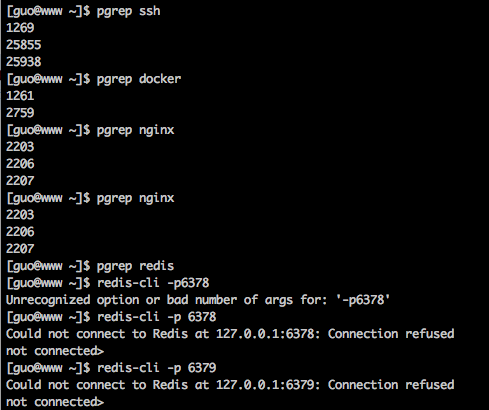 [guo@www ~]$ pgrep ssh
1269
25855
25938
[guo@www ~]$ pgrep docker
1261
2759
[guo@www ~]$ pgrep nginx
2203
2206
2207
[guo@www ~]$ pgrep nginx
2203
2206
2207
[guo@www ~]$ pgrep redis
[guo@www ~]$ redis-cli -p6378
Unrecognized option or bad number of args for: '-p6378'
[guo@www ~]$ redis-cli -p 6378
Could not connect to Redis at 127.0.0.1:6378: Connection refused
not connected>
[guo@www ~]$ redis-cli -p 6379
Could not connect to Redis at 127.0.0.1:6379: Connection refused
not connected>